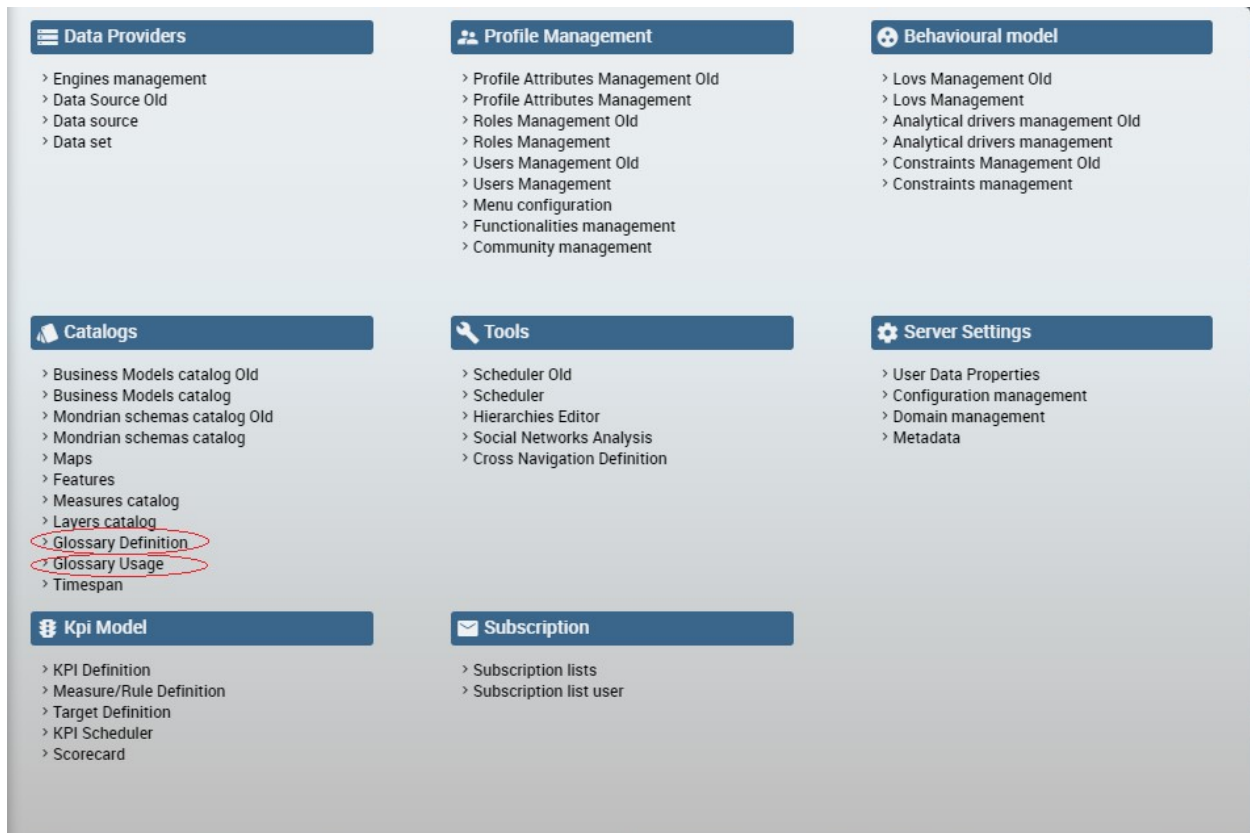 Data Providers
Engines management
Data Source Old
Data source
Data set
Profile Management
Profile Attributes Management Old
Profile Attributes Management
Roles Management Old
Roles Management
Users Management Old
Users Management
Menu configuration
Functionalities management
Community management
Behavioural model
Lovs Management Old
Lovs Management
Analytical drivers management Old
Analytical drivers management
Constraints Management Old
Constraints management
Catalogs
Business Models catalog Old
Business Models catalog
Mondrian schemas catalog Old
Mondrian schemas catalog
Maps
Features
Measures catalog
Layers catalog
Glossary Definition
Glossary Usage
Timespan
Tools
Scheduler Old
Scheduler
Hierarchies Editor
Social Networks Analysis
Cross Navigation Definition
Server Settings
User Data Properties
Configuration management
Domain management
Metadata
Kpi Model
KPI Definition
Measure/Rule Definition
Target Definition
KPI Scheduler
Scorecard
Subscription
Subscription lists
Subscription list user